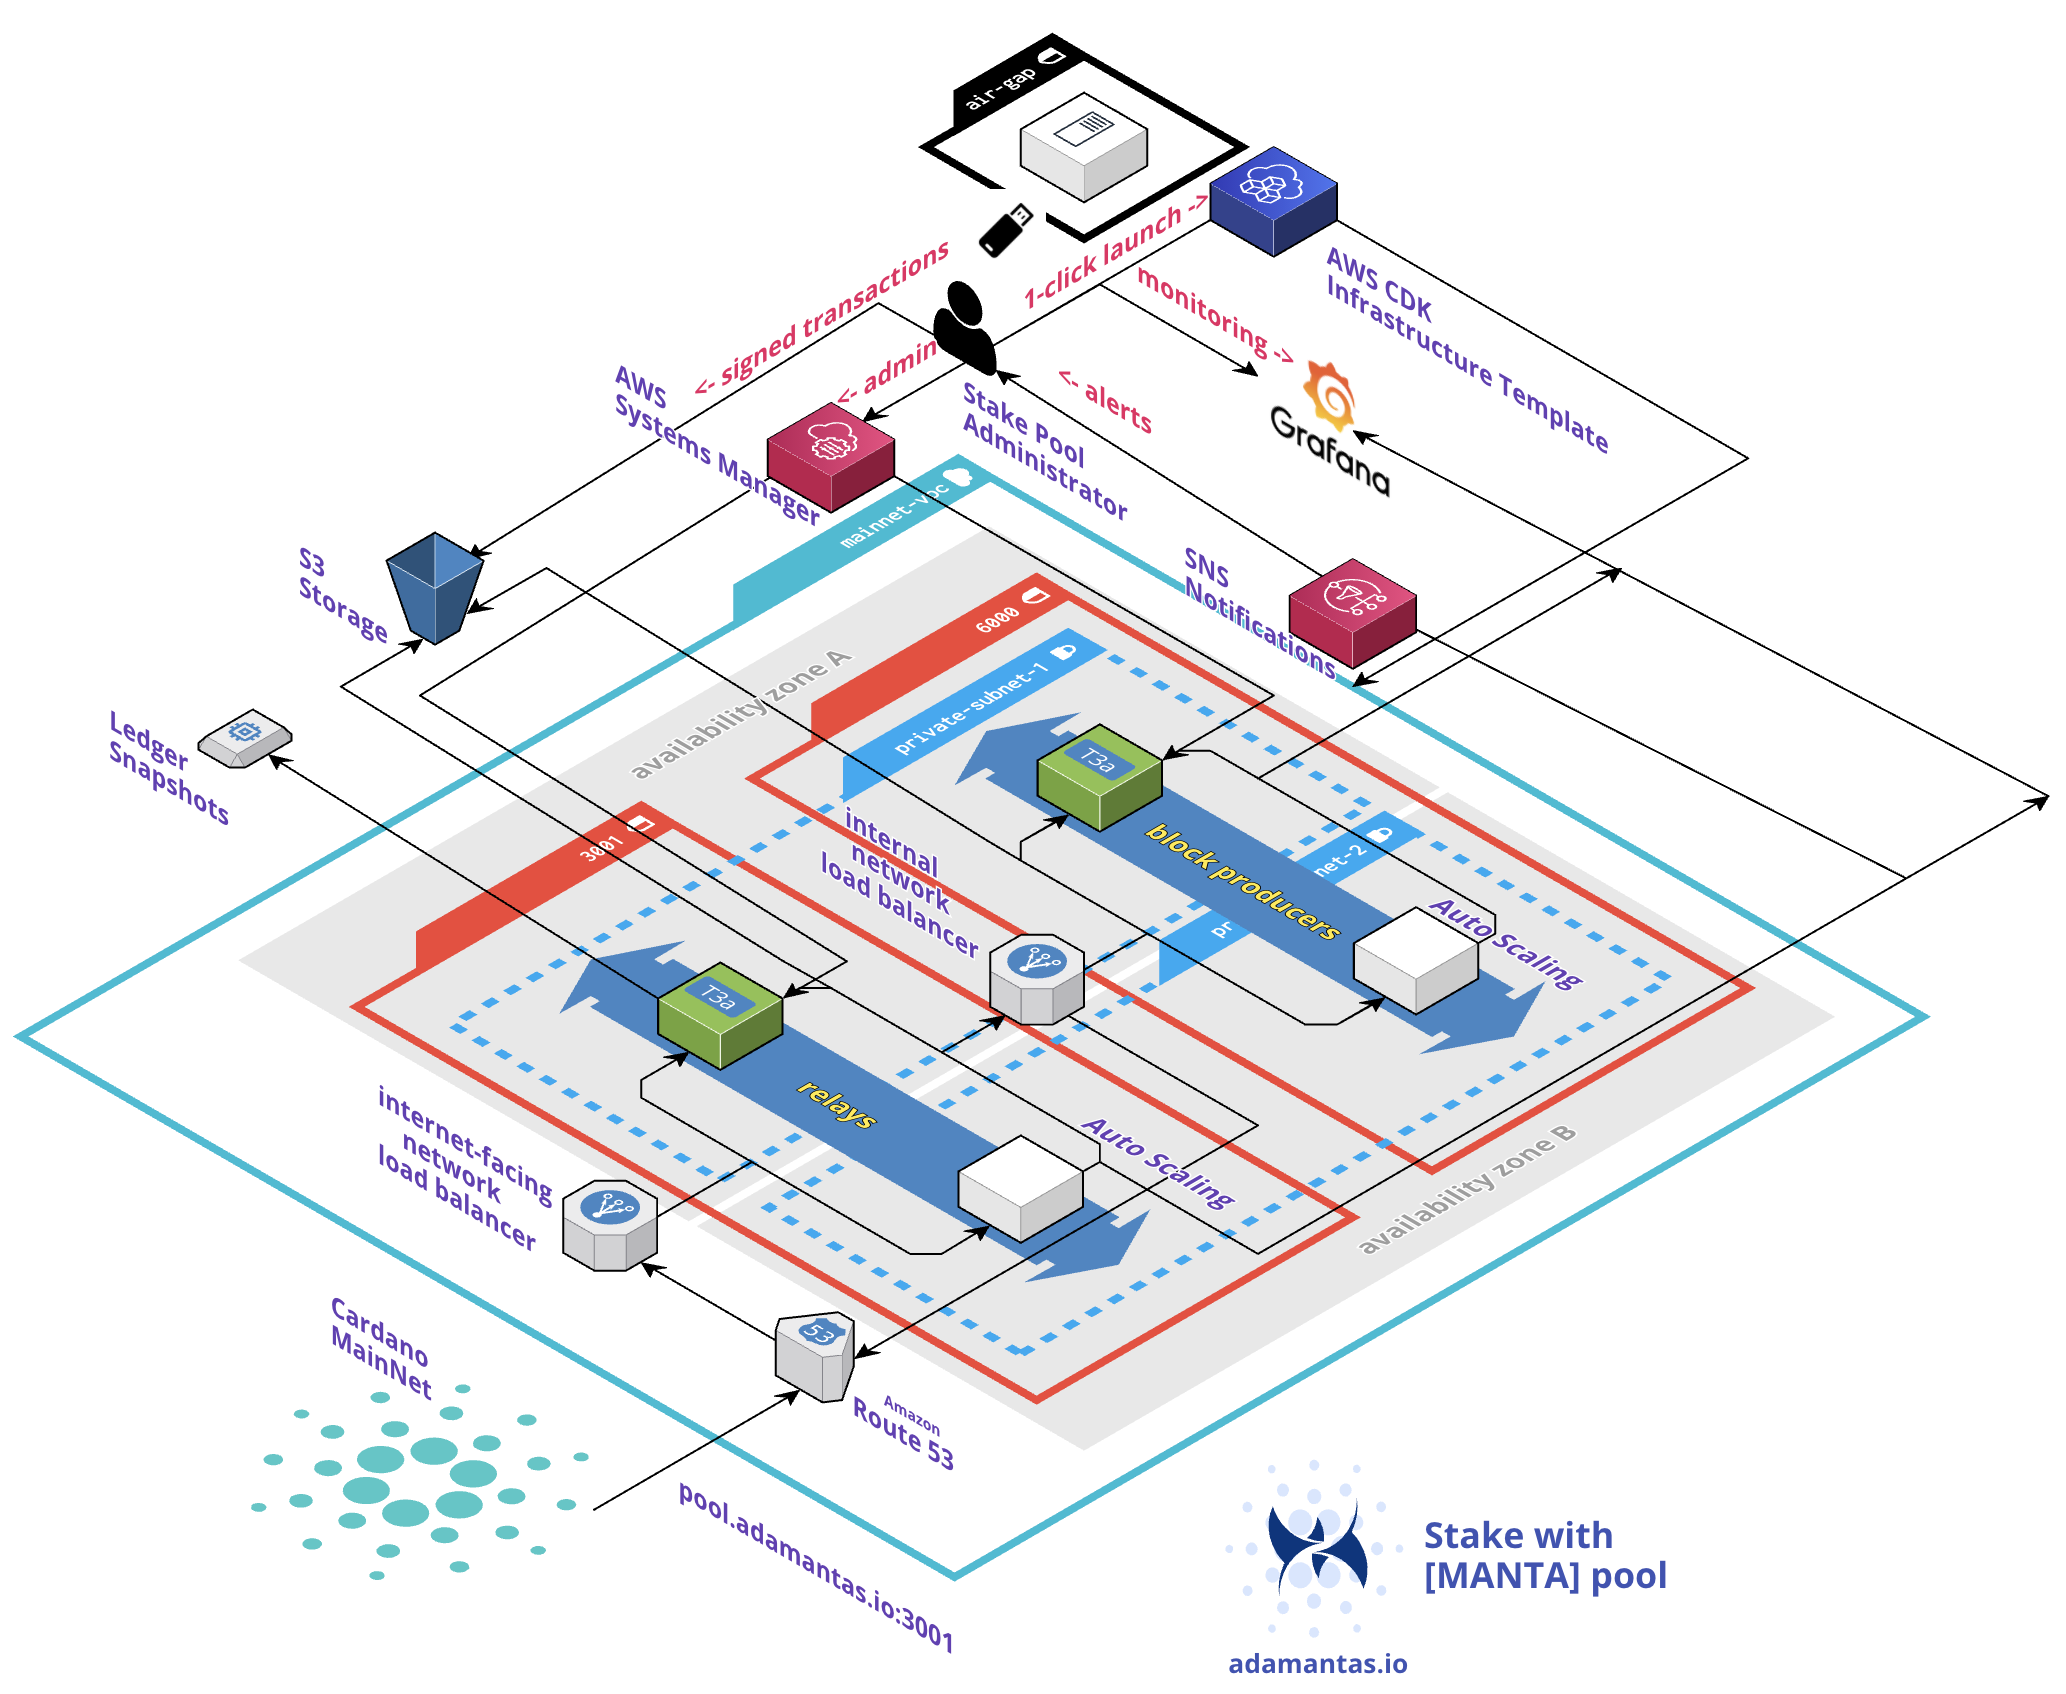 air-gap
1-click launch ->
<- signed transactions
monitoring ->
AWS CDK
Infrastructure Template
<- admin
<- alerts
AWS
Systems Manager
Stake Pool
Administrator
Grafana
mainnet-vpc
S3
Storage
SNS
Notifications
6000
availability zone A
private-subnet-1
Ledger
Snapshots
T3a
3001
internal
network
load balancer
block producers
net-2
pr
Auto Scaling
T3a
relays
internet-facing
network
load balancer
Auto Scaling
availability zone B
Cardano
MainNet
53
Amazon
Route 53
pool.adamantas.io:3001
Stake with
[MANTA] pool
adamantas.io